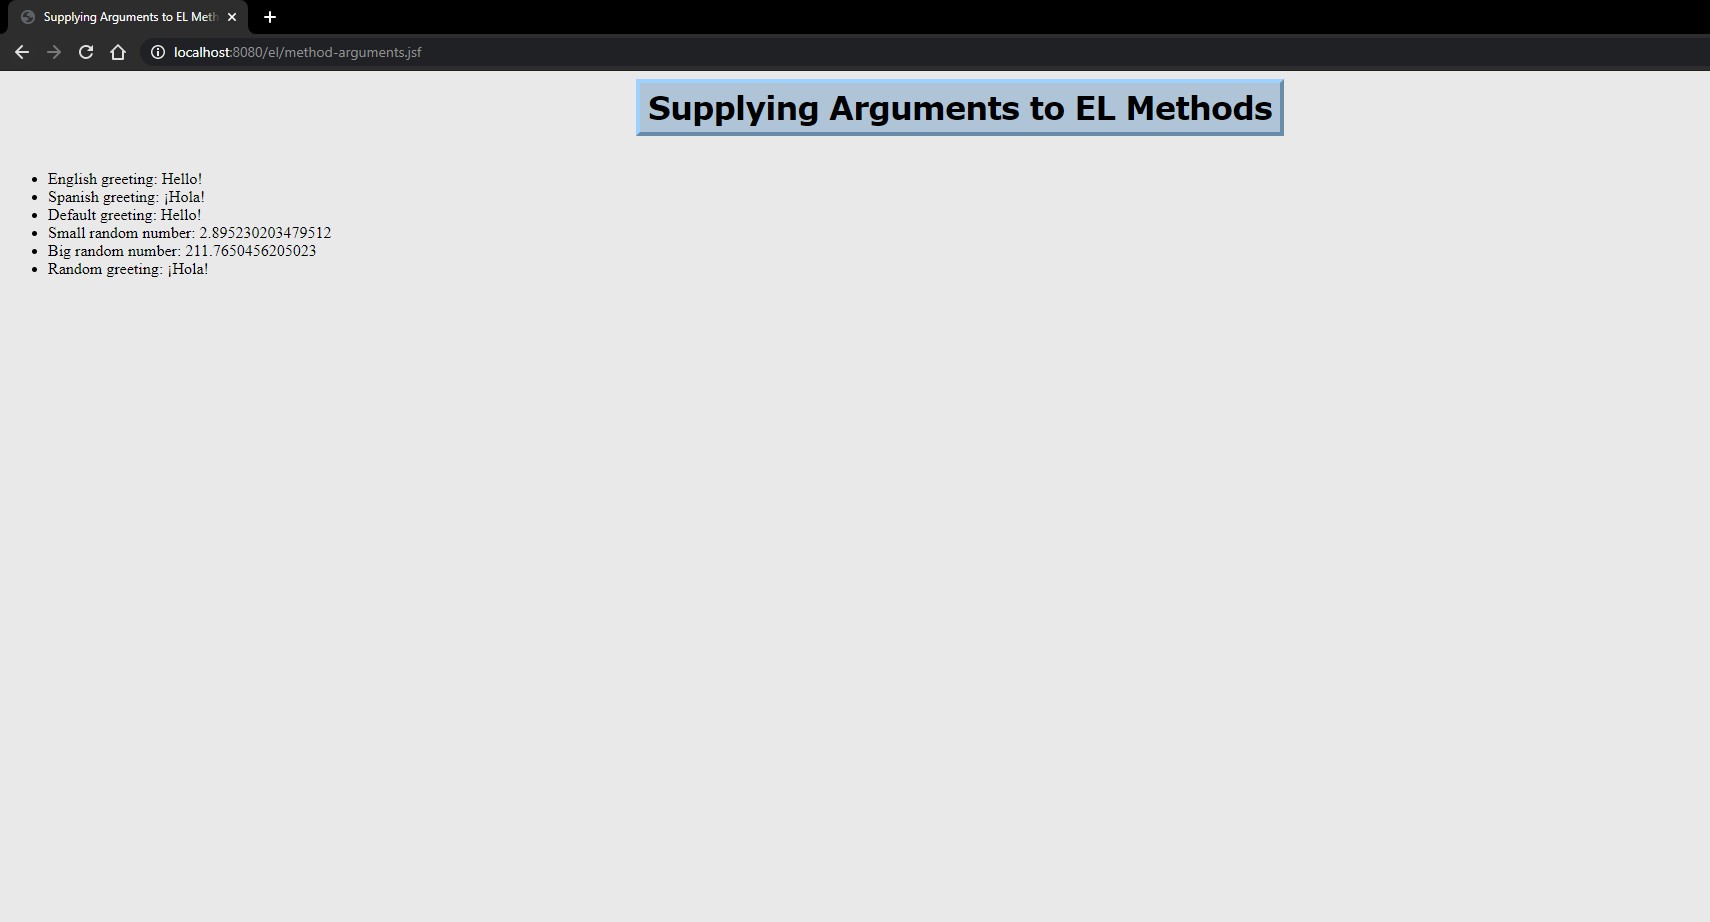 Supplying Arguments to EL Meth
localhost:8080/el/method-arguments.jsf
Supplying Arguments to EL Methods
• English greeting: Hello!
• Spanish greeting: ¡Hola!
• Default greeting: Hello!
• Small random number: 2.895230203479512
• Big random number: 211.7650456205023
• Random greeting: ¡Hola!